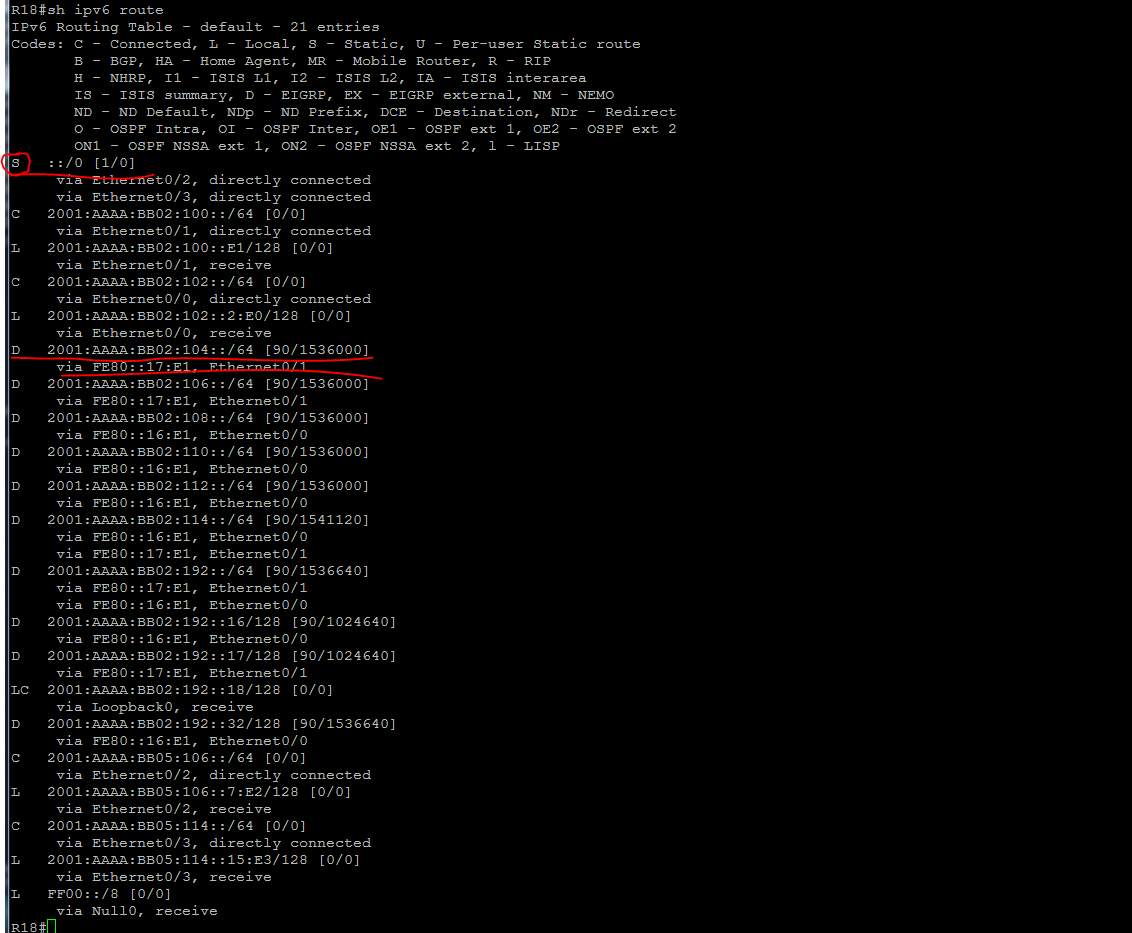 R18#sh ipv6 route
IPv6 Routing Table - default - 21 entries
Codes: C - Connected, L - Local, S - Static, U - Per-user Static route
B - BGP, HA - Home Agent, MR - Mobile Router, R - RIP
H - NHRP, I1 - ISIS L1, I2 - ISIS L2, IA - ISIS interarea
IS - ISIS summary, D - EIGRP, EX - EIGRP external, NM - NEMO
ND - ND Default, NDp - ND Prefix, DCE - Destination, NDr - Redirect
O - OSPF Intra, OI - OSPF Inter, OE1 - OSPF ext 1, OE2 - OSPF ext 2
ON1 - OSPF NSSA ext 1, ON2 - OSPF NSSA ext 2, l - LISP
S ::/0 [1/0]
via Ethernet0/2, directly connected
via Ethernet0/3, directly connected
C 2001:AAAA:BB02:100::/64 [0/0]
via Ethernet0/1, directly connected
L 2001:AAAA:BB02:100::E1/128 [0/0]
via Ethernet0/1, receive
C 2001:AAAA:BB02:102::/64 [0/0]
via Ethernet0/0, directly connected
L 2001:AAAA:BB02:102::2:E0/128 [0/0]
via Ethernet0/0, receive
D 2001:AAAA:BB02:104::/64 [90/1536000]
via FE80::17:E1, Ethernet0/1
D 2001:AAAA:BB02:106::/64 [90/1536000]
via FE80::17:E1, Ethernet0/1
D 2001:AAAA:BB02:108::/64 [90/1536000]
via FE80::16:E1, Ethernet0/0
D 2001:AAAA:BB02:110::/64 [90/1536000]
via FE80::16:E1, Ethernet0/0
D 2001:AAAA:BB02:112::/64 [90/1536000]
via FE80::16:E1, Ethernet0/0
D 2001:AAAA:BB02:114::/64 [90/1541120]
via FE80::16:E1, Ethernet0/0
via FE80::17:E1, Ethernet0/1
D 2001:AAAA:BB02:192::/64 [90/1536640]
via FE80::17:E1, Ethernet0/1
via FE80::16:E1, Ethernet0/0
D 2001:AAAA:BB02:192::16/128 [90/1024640]
via FE80::16:E1, Ethernet0/0
D 2001:AAAA:BB02:192::17/128 [90/1024640]
via FE80::17:E1, Ethernet0/1
LC 2001:AAAA:BB02:192::18/128 [0/0]
via Loopback0, receive
D 2001:AAAA:BB02:192::32/128 [90/1536640]
via FE80::16:E1, Ethernet0/0
C 2001:AAAA:BB05:106::/64 [0/0]
via Ethernet0/2, directly connected
L 2001:AAAA:BB05:106::7:E2/128 [0/0]
via Ethernet0/2, receive
C 2001:AAAA:BB05:114::/64 [0/0]
via Ethernet0/3, directly connected
L 2001:AAAA:BB05:114::15:E3/128 [0/0]
via Ethernet0/3, receive
L FF00::/8 [0/0]
via Null0, receive
R18#